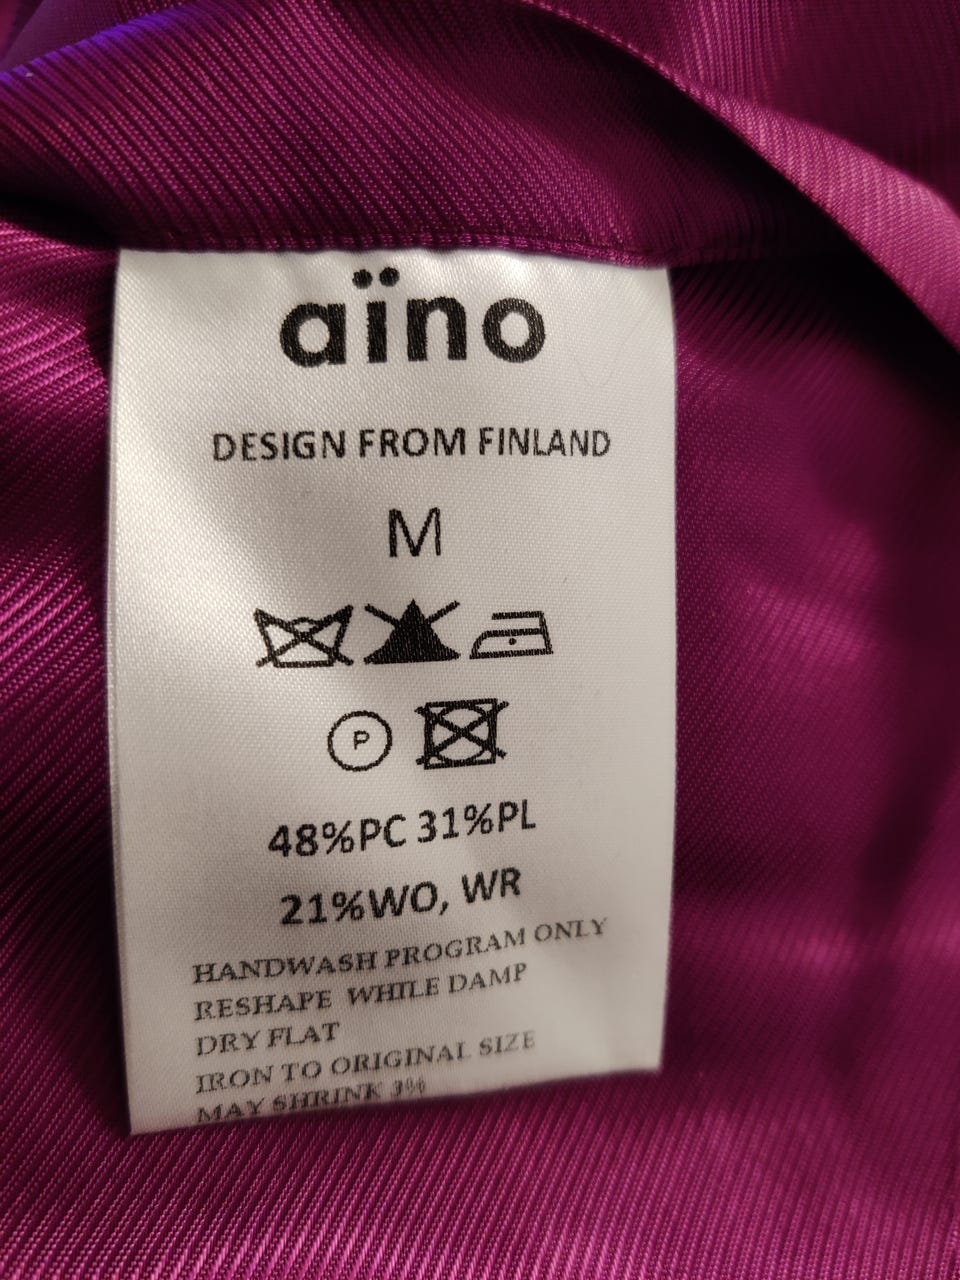 aïno
DESIGN FROM FINLAND
M
P
48%PC 31%PL
21%WO, WR
HANDWASH PROGRAM ONLY
RESHAPE WHILE DAMP
DRY FLAT
IRON TO ORIGINAL SIZE
MAY SHRINK 3%